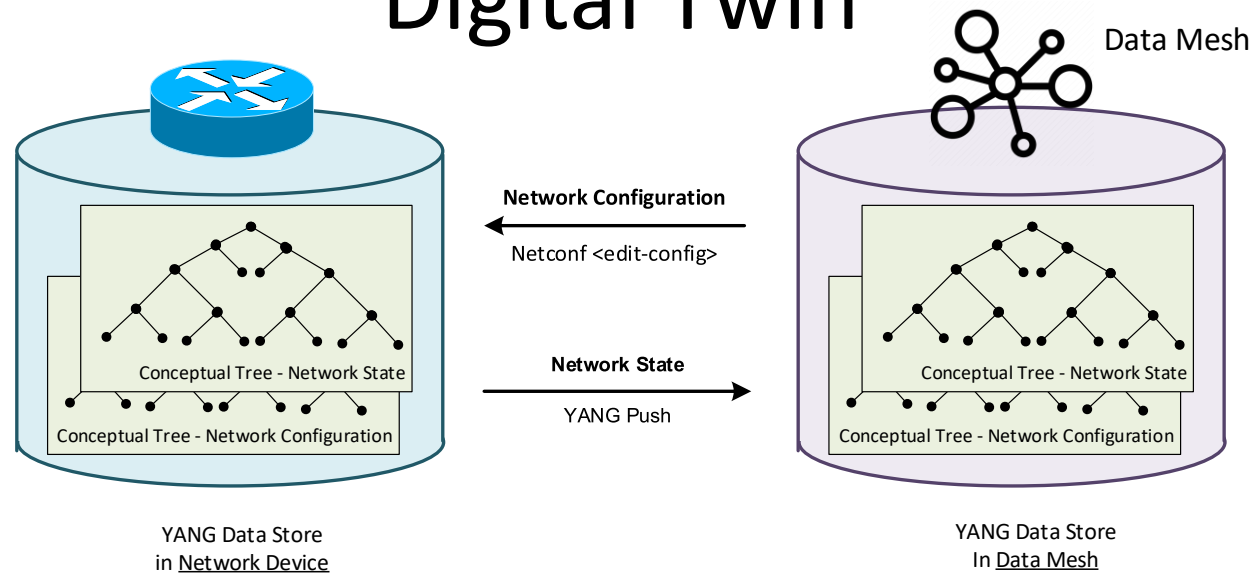 Digital Twin
Data Mesh
Network Configuration
Netconf <edit-config>
Network State
YANG Push
Conceptual Tree - Network State
Conceptual Tree - Network Configuration
Conceptual Tree - Network State
Conceptual Tree - Network Configuration
YANG Data Store
in Network Device
YANG Data Store
In Data Mesh